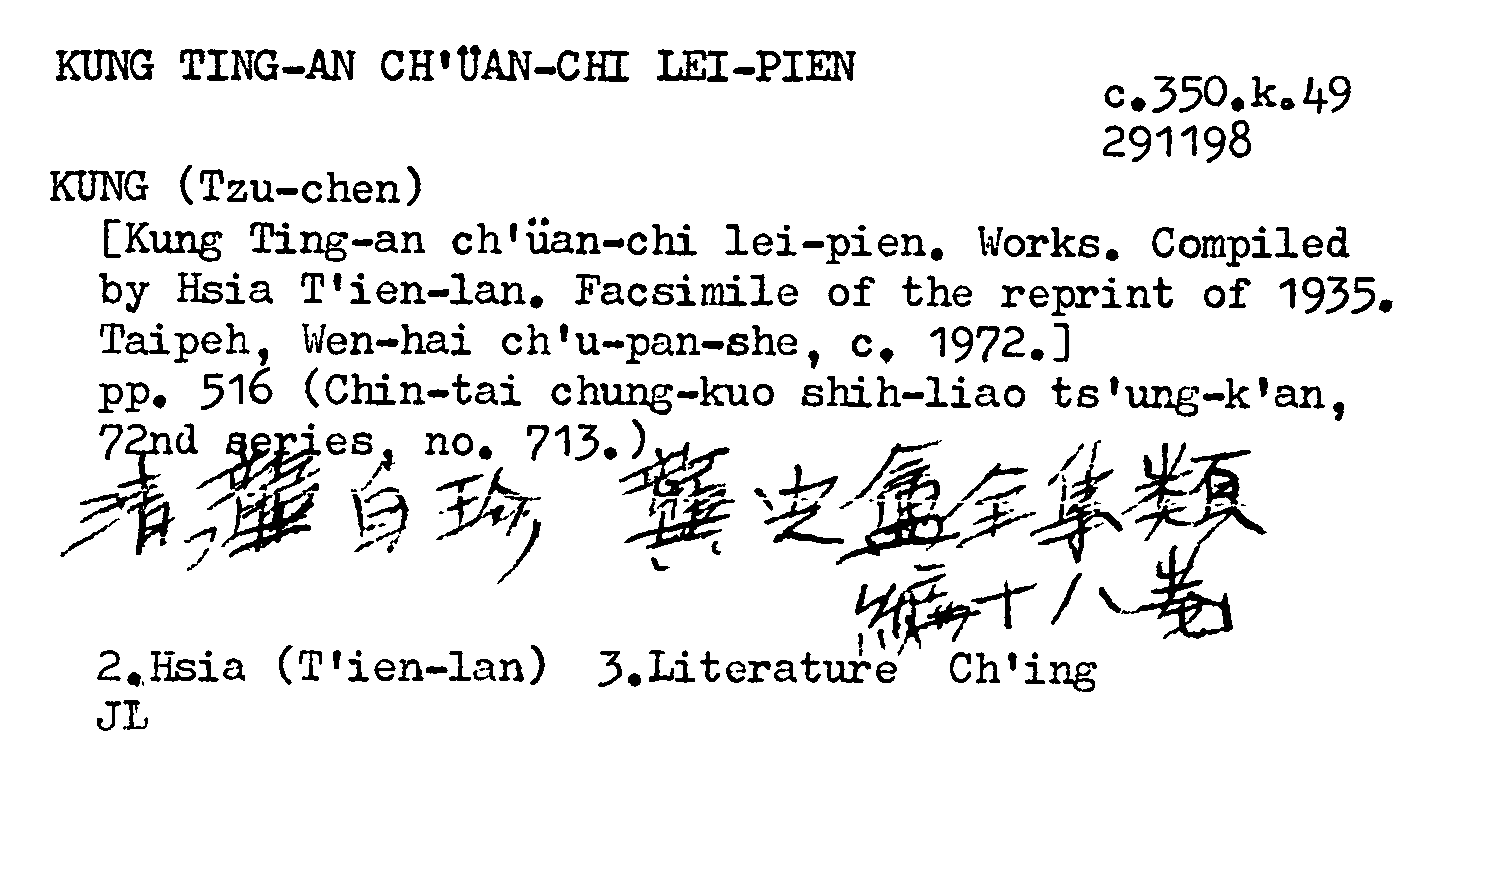 KUNG TING-AN CH'ÜAN-CHI LEI-PIEN
c.350.k.49
291198
KUNG (Tzu-chen)
[Kung Ting-an ch'üan-chi lei-pien. Works. Compiled
by Hsia T'ien-lan. Facsimile of the reprint of 1935.
Taipeh, Wen-hai ch'u-pan-she, c. 1972.]
pp. 516 (Chin-tai chung-kuo shih-liao ts'ung-k'an,
72nd series, no. 713.)
清龔自珍 龔定盦全集類
編十八卷
2.Hsia (T'ien-lan) 3.Literature Ch'ing
JL